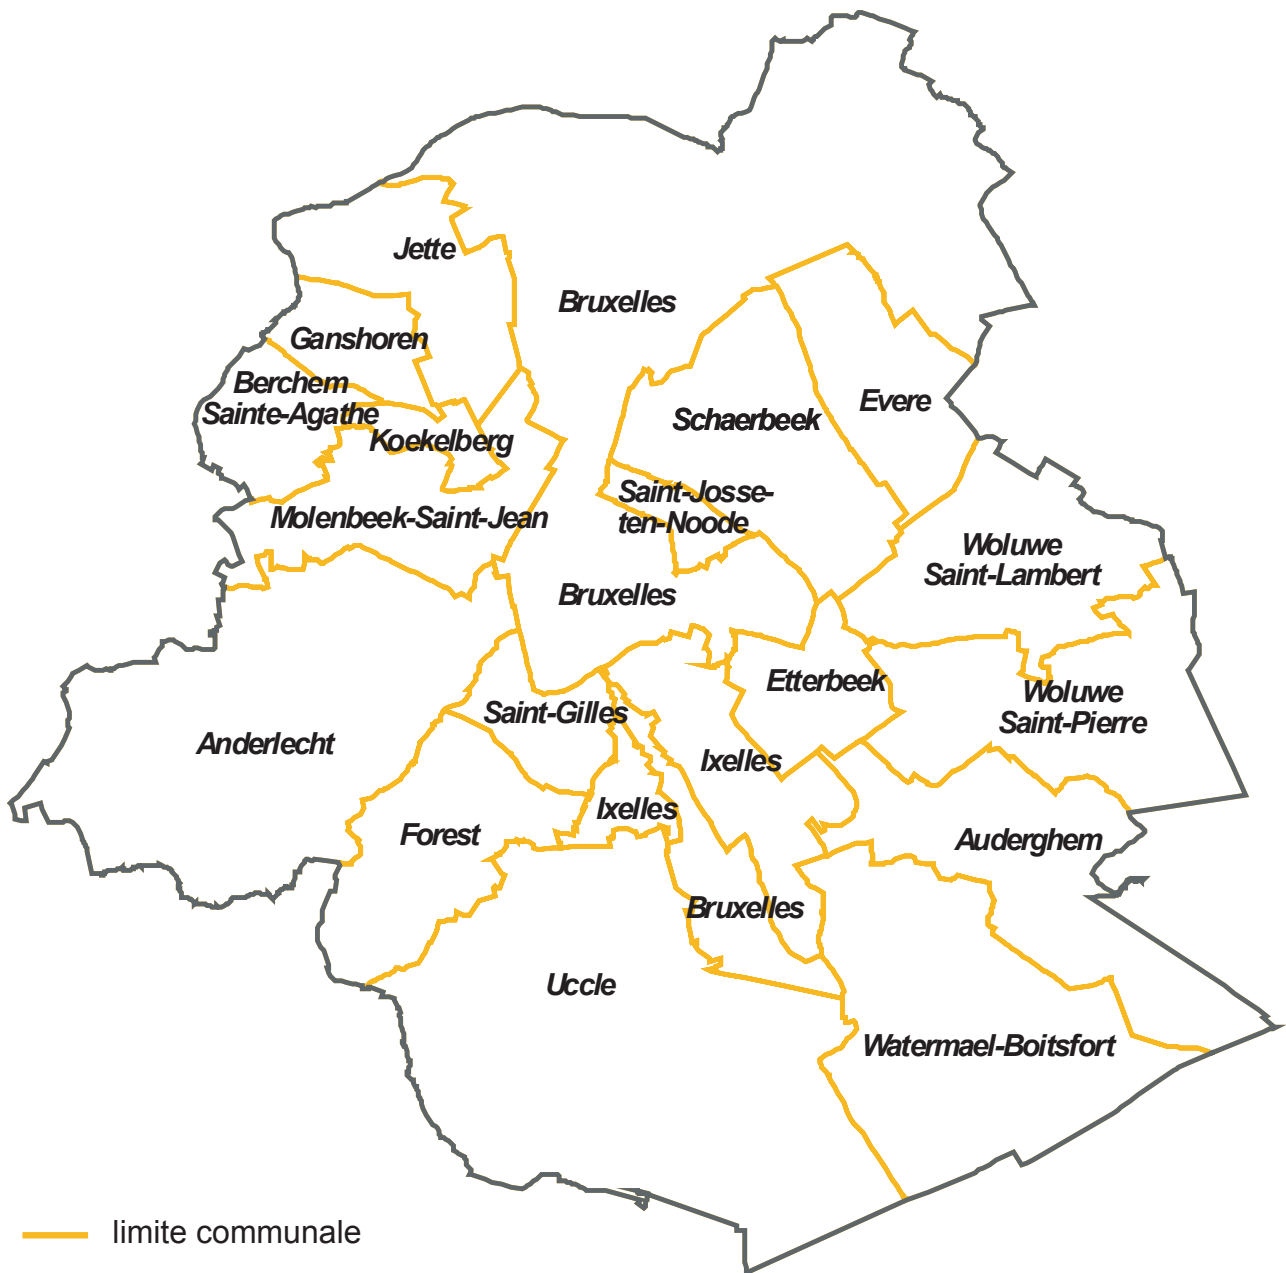 Jette
Bruxelles
Ganshoren
Berchem
Sainte-Agathe
Evere
Schaerbeek
Koekelberg
Saint-Josse-
ten-Noode
Molenbeek-Saint-Jean
Woluwe
Saint-Lambert
Bruxelles
Etterbeek
Woluwe
Saint-Pierre
Saint-Gilles
Anderlecht
Ixelles
Ixelles
Forest
Auderghem
Bruxelles
Uccle
Watermael-Boitsfort
limite communale